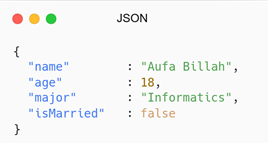 JSON
{
  "name"        : "Aufa Billah",
  "age"         : 18,
  "major"       : "Informatics",
  "isMarried"   : false
}